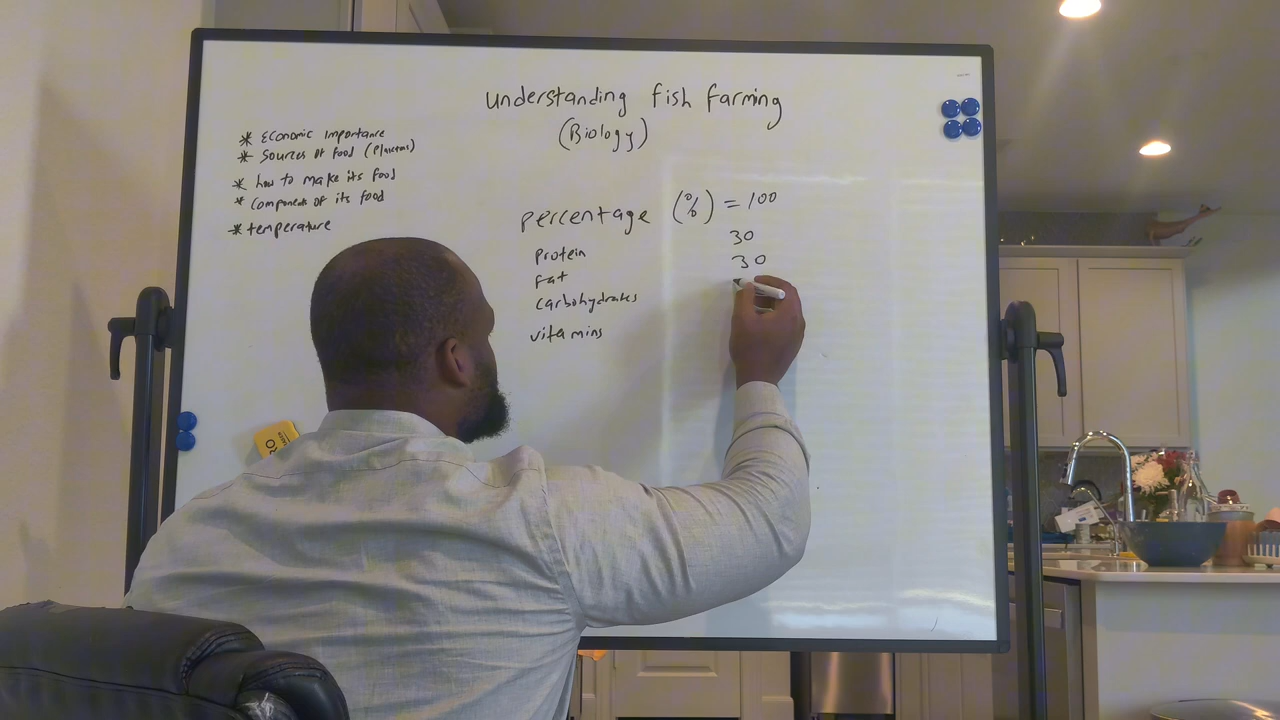 Understanding fish farming
(Biology)
* Economic Importance
* Sources of food
* how to make its food
* Components of its food
* temperature
percentage (%) = 100
Protein 30
Fat 30
Carbohydrates
Vitamins